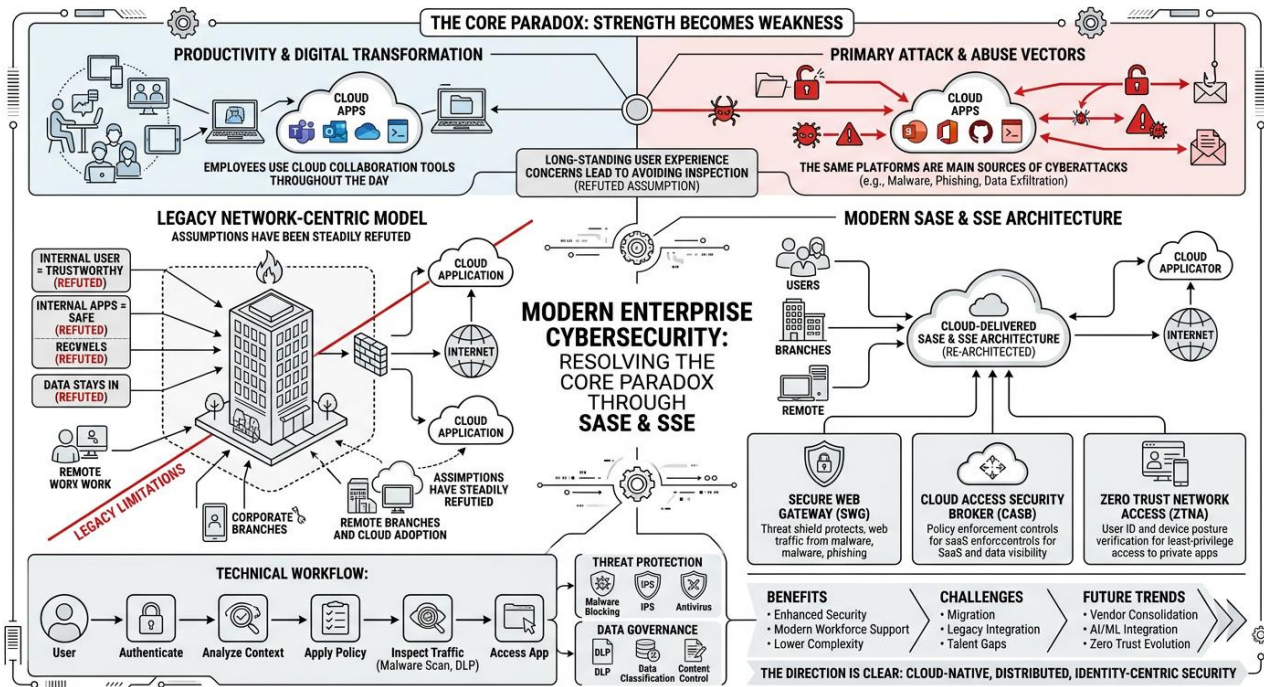 THE CORE PARADOX: STRENGTH BECOMES WEAKNESS
PRODUCTIVITY & DIGITAL TRANSFORMATION
CLOUD
APPS
EMPLOYEES USE CLOUD COLLABORATION TOOLS
THROUGHOUT THE DAY
LONG-STANDING USER EXPERIENCE
CONCERNS LEAD TO AVOIDING INSPECTION
(REFUTED ASSUMPTION)
PRIMARY ATTACK & ABUSE VECTORS
CLOUD
APPS
THE SAME PLATFORMS ARE MAIN SOURCES OF CYBERATTACKS
(e.g., Malware, Phishing, Data Exfiltration)
LEGACY NETWORK-CENTRIC MODEL
ASSUMPTIONS HAVE BEEN STEADILY REFUTED
INTERNAL USER
= TRUSTWORTHY
(REFUTED)
INTERNAL APPS =
SAFE
(REFUTED)
RECVWELS
(REFUTED)
DATA STAYS IN
(REFUTED)
REMOTE
WORX WORK
LEGACY LIMITATIONS
CORPORATE
BRANCHES
REMOTE BRANCHES
AND CLOUD ADOPTION
CLOUD
APPLICATION
INTERNET
CLOUD
APPLICATION
ASSUMPTIONS
HAVE STEADILY
REFUTIED
MODERN ENTERPRISE
CYBERSECURITY:
RESOLVING THE
CORE PARADOX
THROUGH
SASE & SSE
MODERN SASE & SSE ARCHITECTURE
USERS
BRANCHES
REMOTE
CLOUD-DELIVERED
SASE & SSE ARCHITECTURE
(RE-ARCHITECTED)
CLOUD
APPLICATOR
INTERNET
SECURE WEB
GATEWAY (SWG)
Threat shield protects, web
traffic from malware,
malware, phishing
CLOUD ACCESS SECURITY
BROKER (CASB)
Policy enforcement controls
for saaS enforccontrols for
SaaS and data visibility
ZERO TRUST NETWORK
ACCESS (ZTNA)
User ID and device posture
verification for least-privilege
access to private apps
TECHNICAL WORKFLOW:
User
Authenticate
Analyze Context
Apply Policy
Inspect Traffic
(Malware Scan, DLP)
Access App
THREAT PROTECTION
Malware
Blocking
IPS
IPS
Antivirus
DATA GOVERNANCE
DLP
DLP
Data
Classification
Content
Control
BENEFITS
• Enhanced Security
• Modern Workforce Support
• Lower Complexity
CHALLENGES
• Migration
• Legacy Integration
• Talent Gaps
FUTURE TRENDS
• Vendor Consolidation
• AI/ML Integration
• Zero Trust Evolution
THE DIRECTION IS CLEAR: CLOUD-NATIVE, DISTRIBUTED, IDENTITY-CENTRIC SECURITY